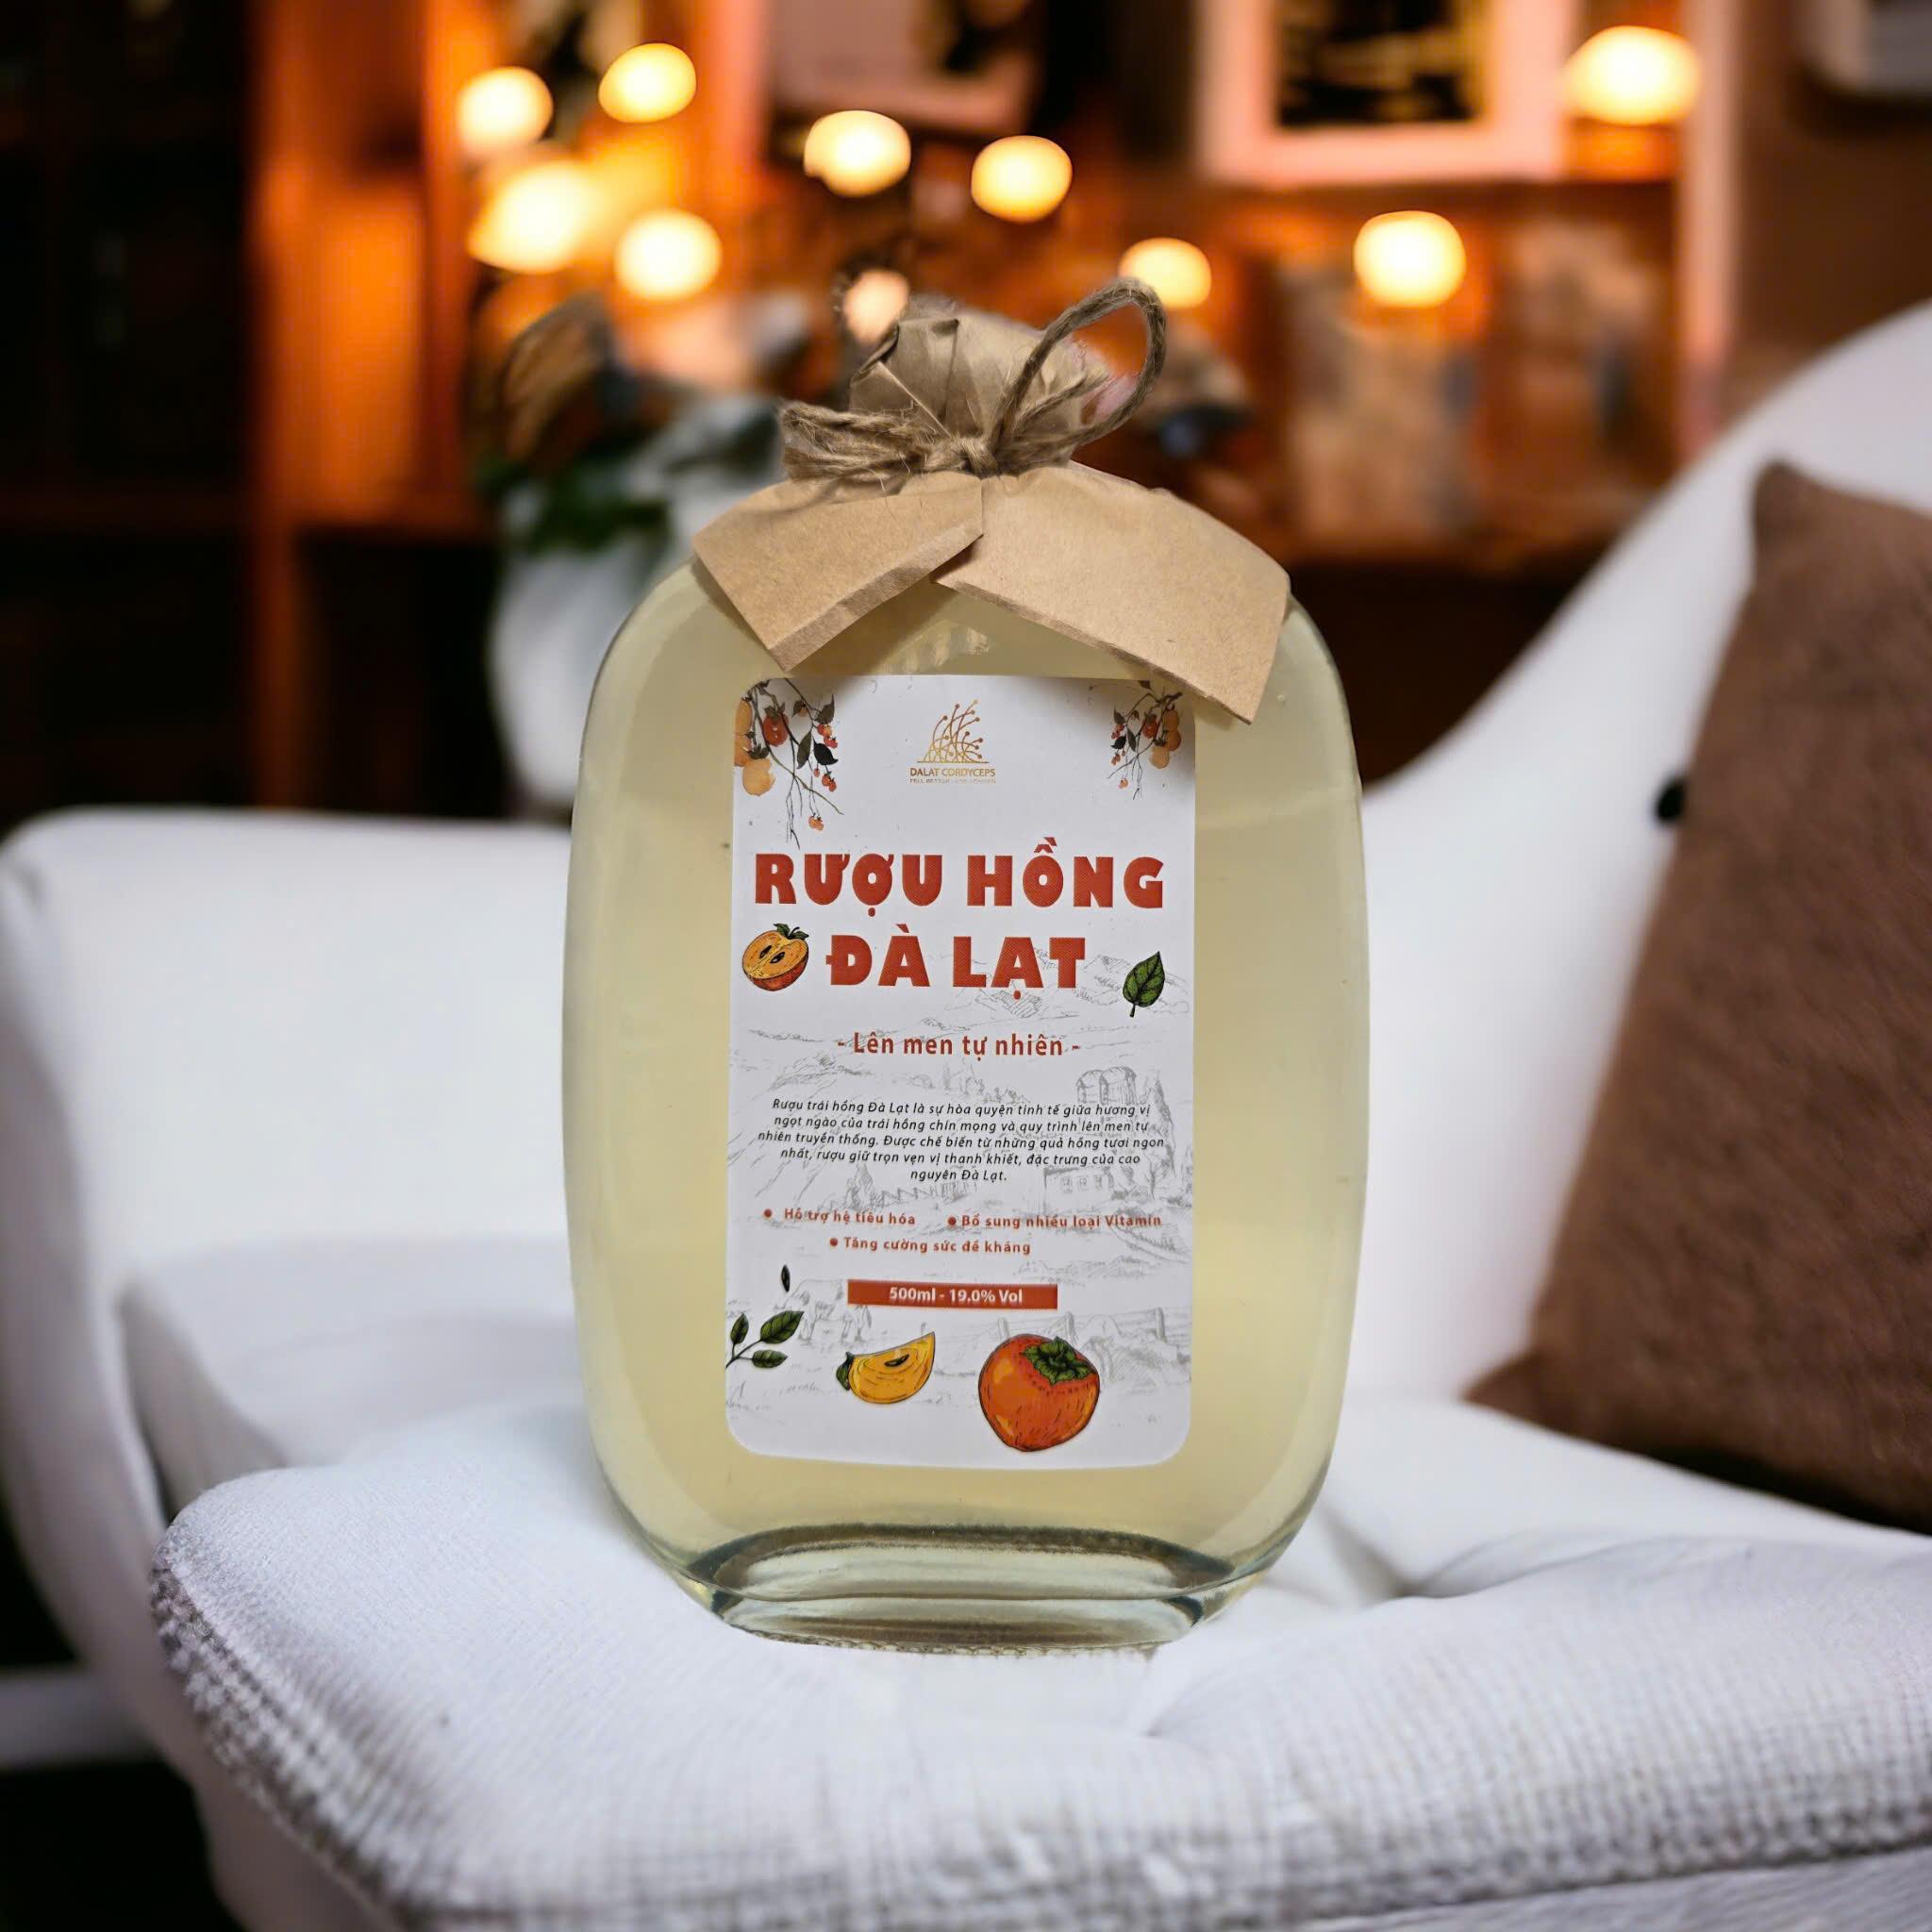 DALAT CORDYCEPS
RƯỢU HỒNG
ĐÀ LẠT
- Lên men tự nhiên -
Rượu trái hồng Đà Lạt là sự hòa quyện tinh tế giữa hương vị
ngọt ngào của trái hồng chín mọng và quy trình lên men tự
nhiên truyền thống. Được chế biến từ những quả hồng tươi ngon
nhất, rượu giữ trọn vẹn vị thanh khiết, đặc trưng của cao
nguyên Đà Lạt.
• Hỗ trợ hệ tiêu hóa • Bổ sung nhiều loại Vitamin
• Tăng cường sức đề kháng
500ml - 19.0% Vol